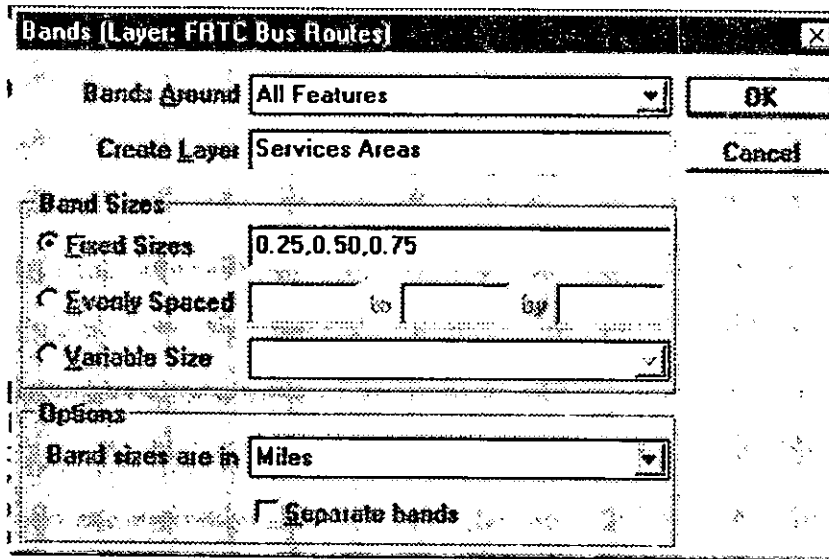 Bands (Layer: FRTC Bus Routes)
Bands Around All Features OK
Create Layer Services Areas Cancel
Band Sizes
Fixed Sizes 0.25,0.50,0.75
Evenly Spaced to by
Variable Size
Options
Band sizes are in Miles
Separate bands